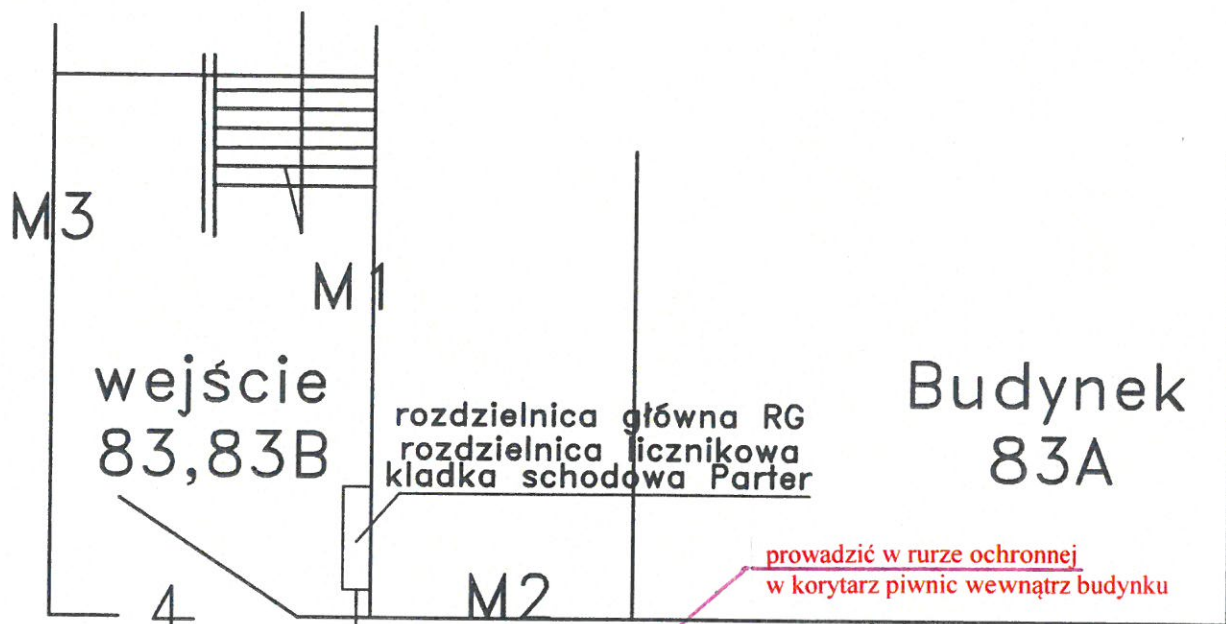 M3
M1
wejście
83,83B
rozdzielnica główna RG
rozdzielnica licznikowa
kladka schodowa Parter
Budynek
83A
prowadzić w rurze ochronnej
w korytarz piwnic wewnątrz budynku
4
M2